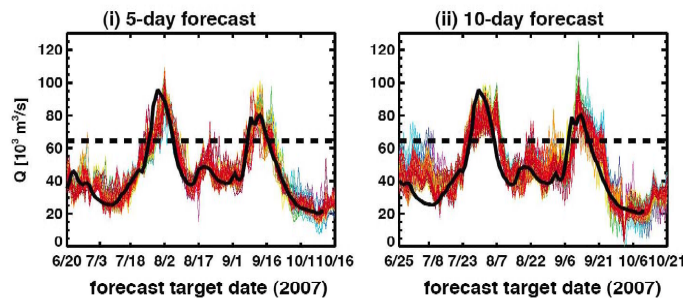 (i) 5-day forecast
(ii) 10-day forecast
Q [10³ m³/s]
120
100
80
60
40
20
0
6/20 7/3 7/18 8/2 8/17 9/1 9/16 10/1 10/16
forecast target date (2007)
120
100
80
60
40
20
0
6/25 7/8 7/23 8/7 8/22 9/6 9/21 10/6 10/21
forecast target date (2007)